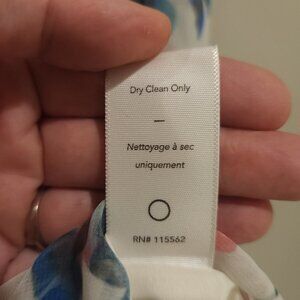 Dry Clean Only
—
Nettoyage à sec
uniquement
RN# 115562